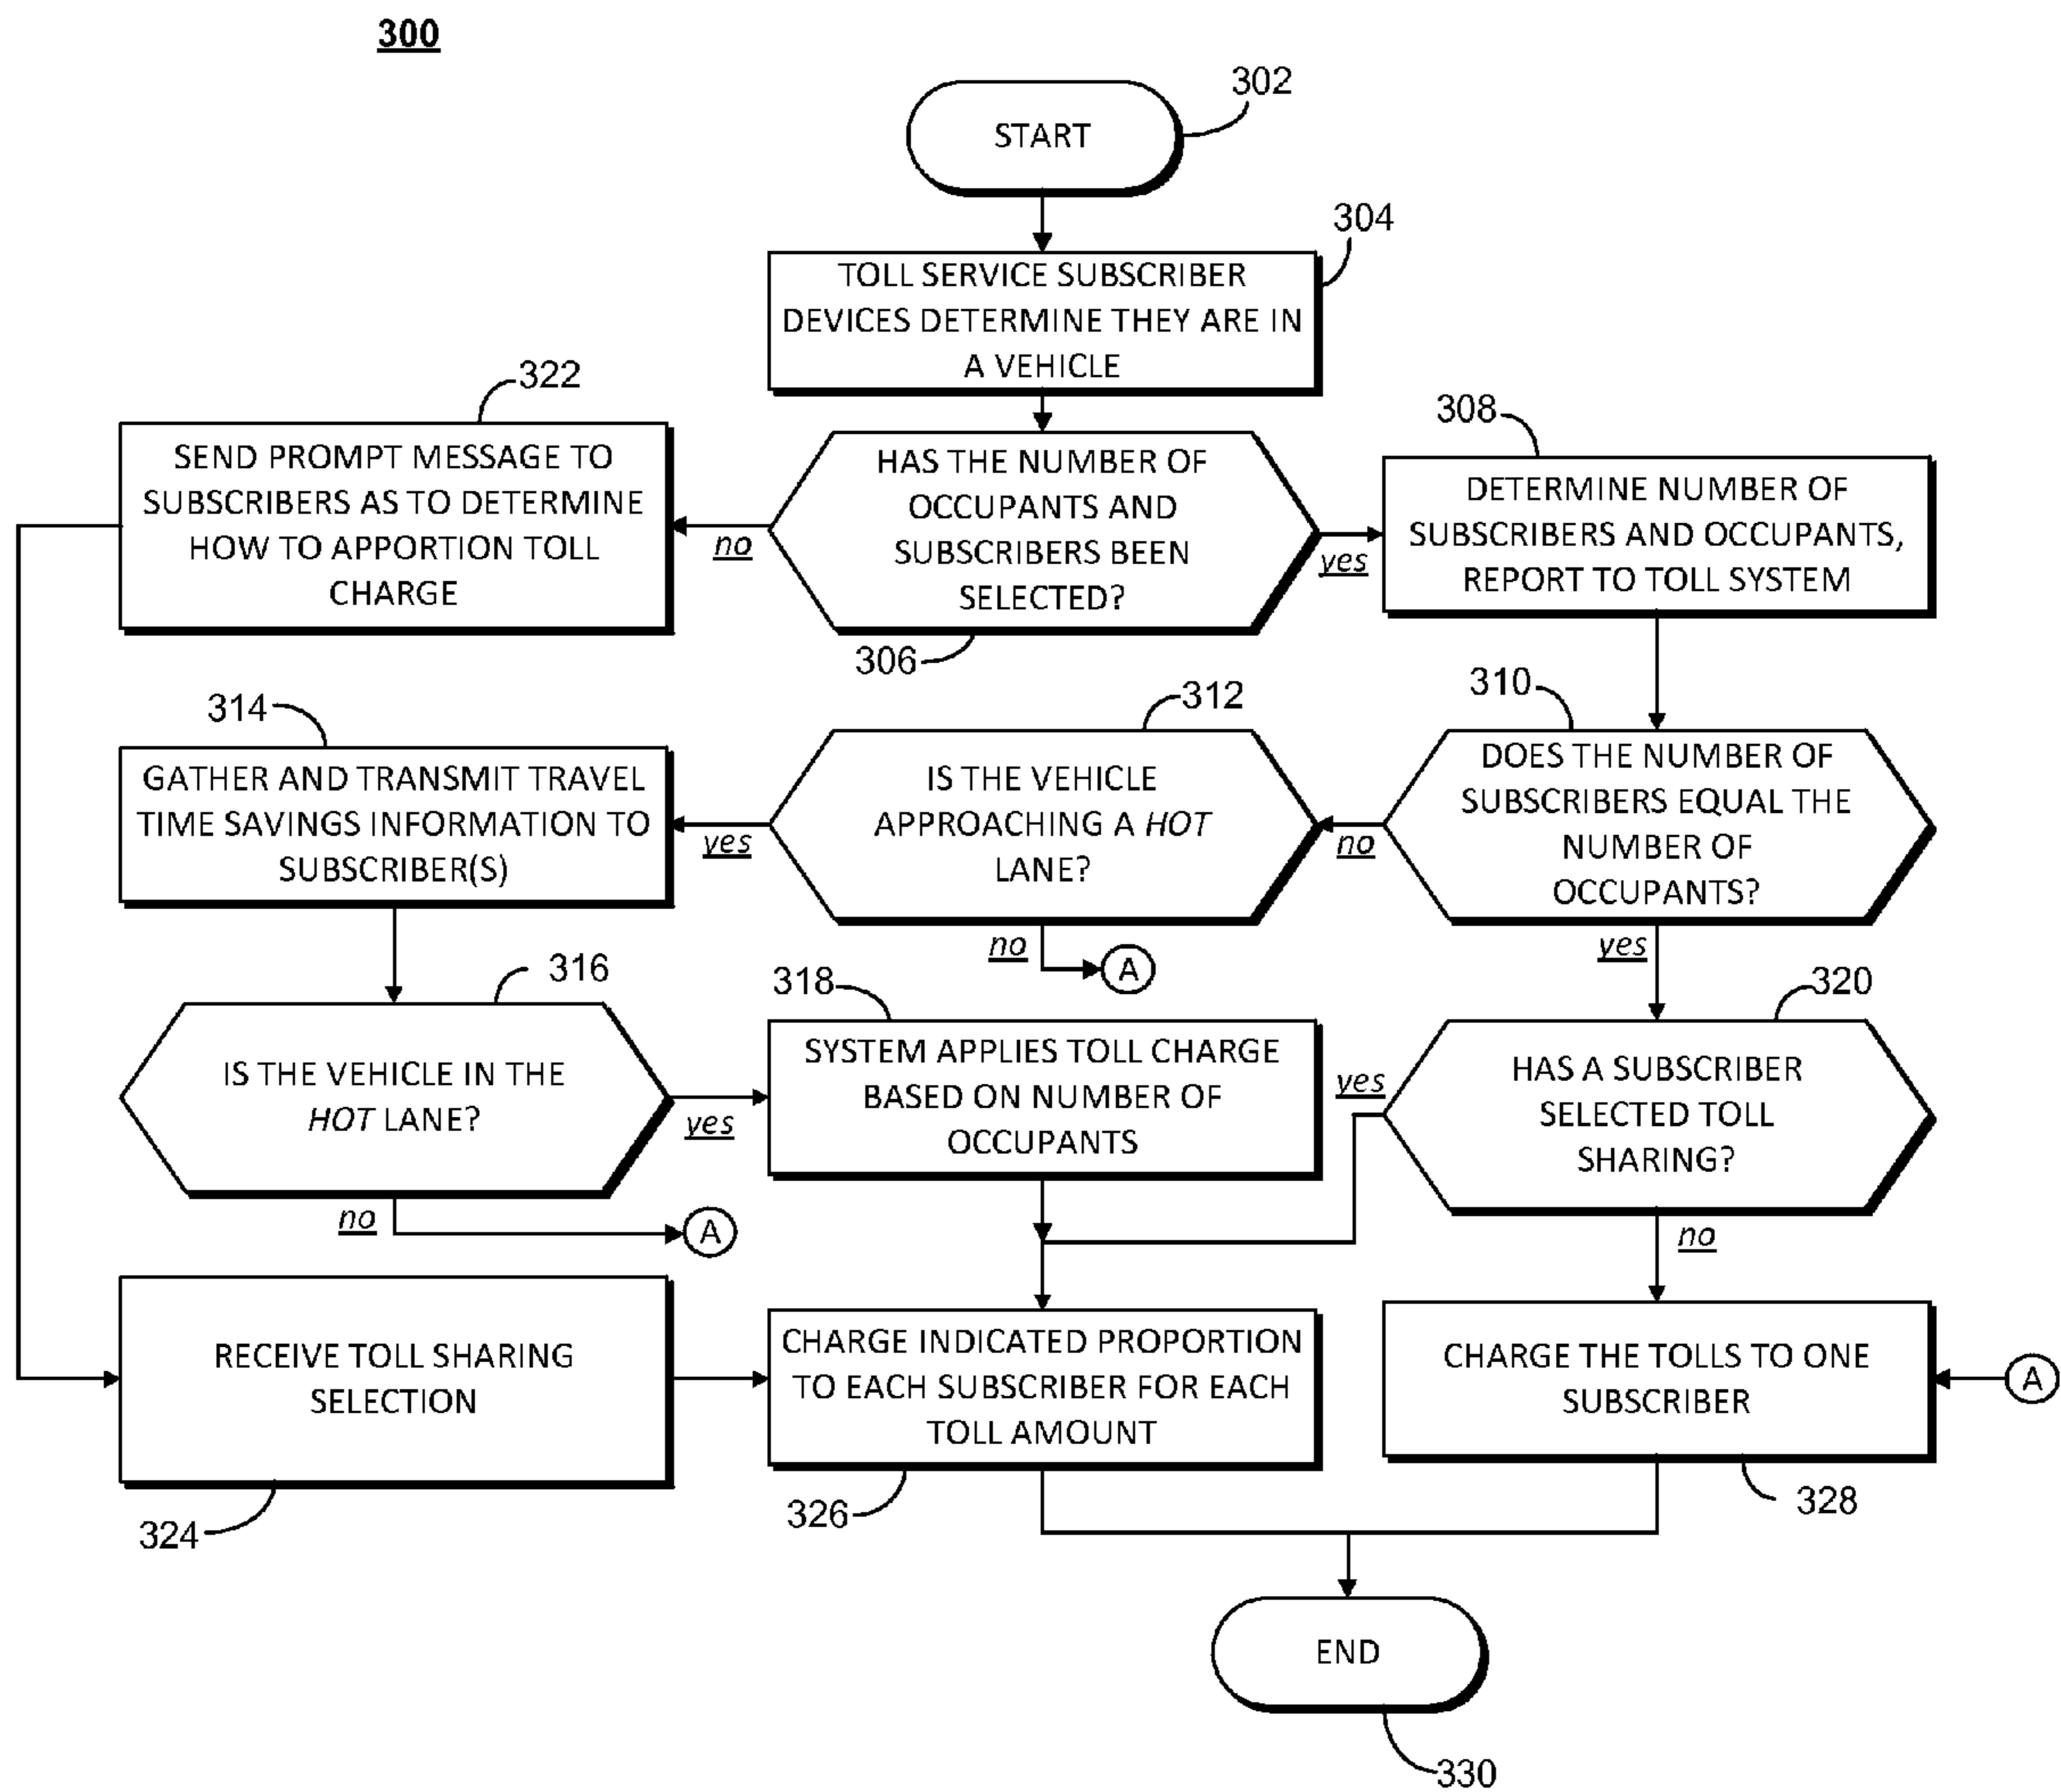 300
302
START
304
TOLL SERVICE SUBSCRIBER
DEVICES DETERMINE THEY ARE IN
A VEHICLE
322
SEND PROMPT MESSAGE TO
SUBSCRIBERS AS TO DETERMINE
HOW TO APPORTION TOLL
CHARGE
no
HAS THE NUMBER OF
OCCUPANTS AND
SUBSCRIBERS BEEN
SELECTED?
306
yes
308
DETERMINE NUMBER OF
SUBSCRIBERS AND OCCUPANTS,
REPORT TO TOLL SYSTEM
314
GATHER AND TRANSMIT TRAVEL
TIME SAVINGS INFORMATION TO
SUBSCRIBER(S)
yes
312
IS THE VEHICLE
APPROACHING A HOT
LANE?
no
A
no
310
DOES THE NUMBER OF
SUBSCRIBERS EQUAL THE
NUMBER OF
OCCUPANTS?
yes
316
IS THE VEHICLE IN THE
HOT LANE?
yes
no
A
318
SYSTEM APPLIES TOLL CHARGE
BASED ON NUMBER OF
OCCUPANTS
yes
320
HAS A SUBSCRIBER
SELECTED TOLL
SHARING?
no
RECEIVE TOLL SHARING
SELECTION
324
CHARGE INDICATED PROPORTION
TO EACH SUBSCRIBER FOR EACH
TOLL AMOUNT
326
CHARGE THE TOLLS TO ONE
SUBSCRIBER
A
328
END
330